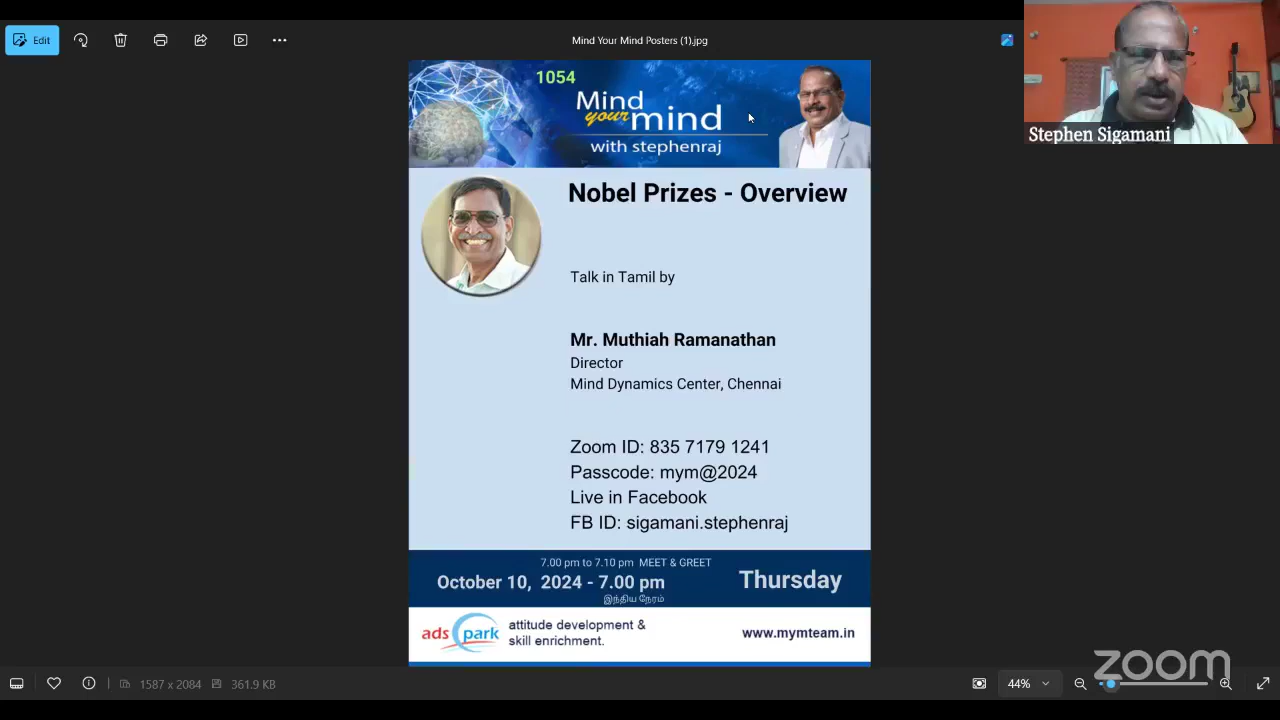 Edit
Mind Your Mind Posters (1).jpg
Stephen Sigamani
1054
Mind
your mind
with stephenraj
Nobel Prizes - Overview
Talk in Tamil by
Mr. Muthiah Ramanathan
Director
Mind Dynamics Center, Chennai
Zoom ID: 835 7179 1241
Passcode: mym@2024
Live in Facebook
FB ID: sigamani.stephenraj
7.00 pm to 7.10 pm MEET & GREET
October 10, 2024 - 7.00 pm
Thursday
இந்திய நேரம்
ads park
attitude development &
skill enrichment.
www.mymteam.in
1587 x 2084
361.9 KB
44%
zoom